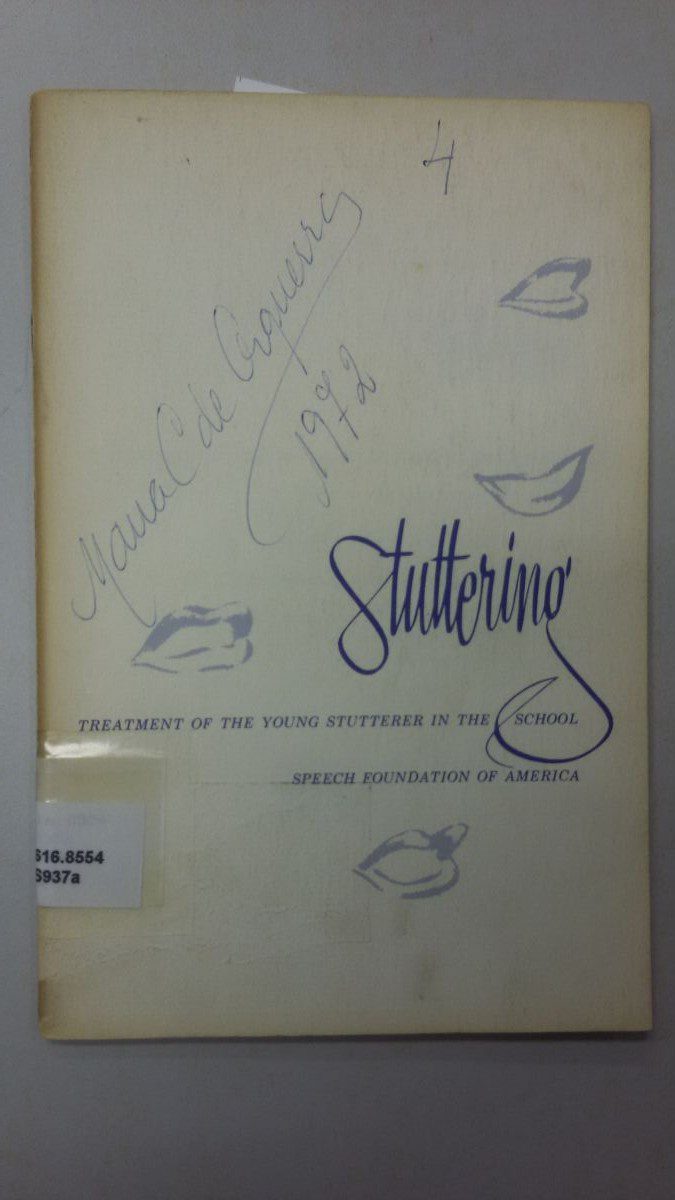 4
Maria C de Cerquerra
1972
Stuttering
TREATMENT OF THE YOUNG STUTTERER IN THE SCHOOL
SPEECH FOUNDATION OF AMERICA
616.8554
S937a